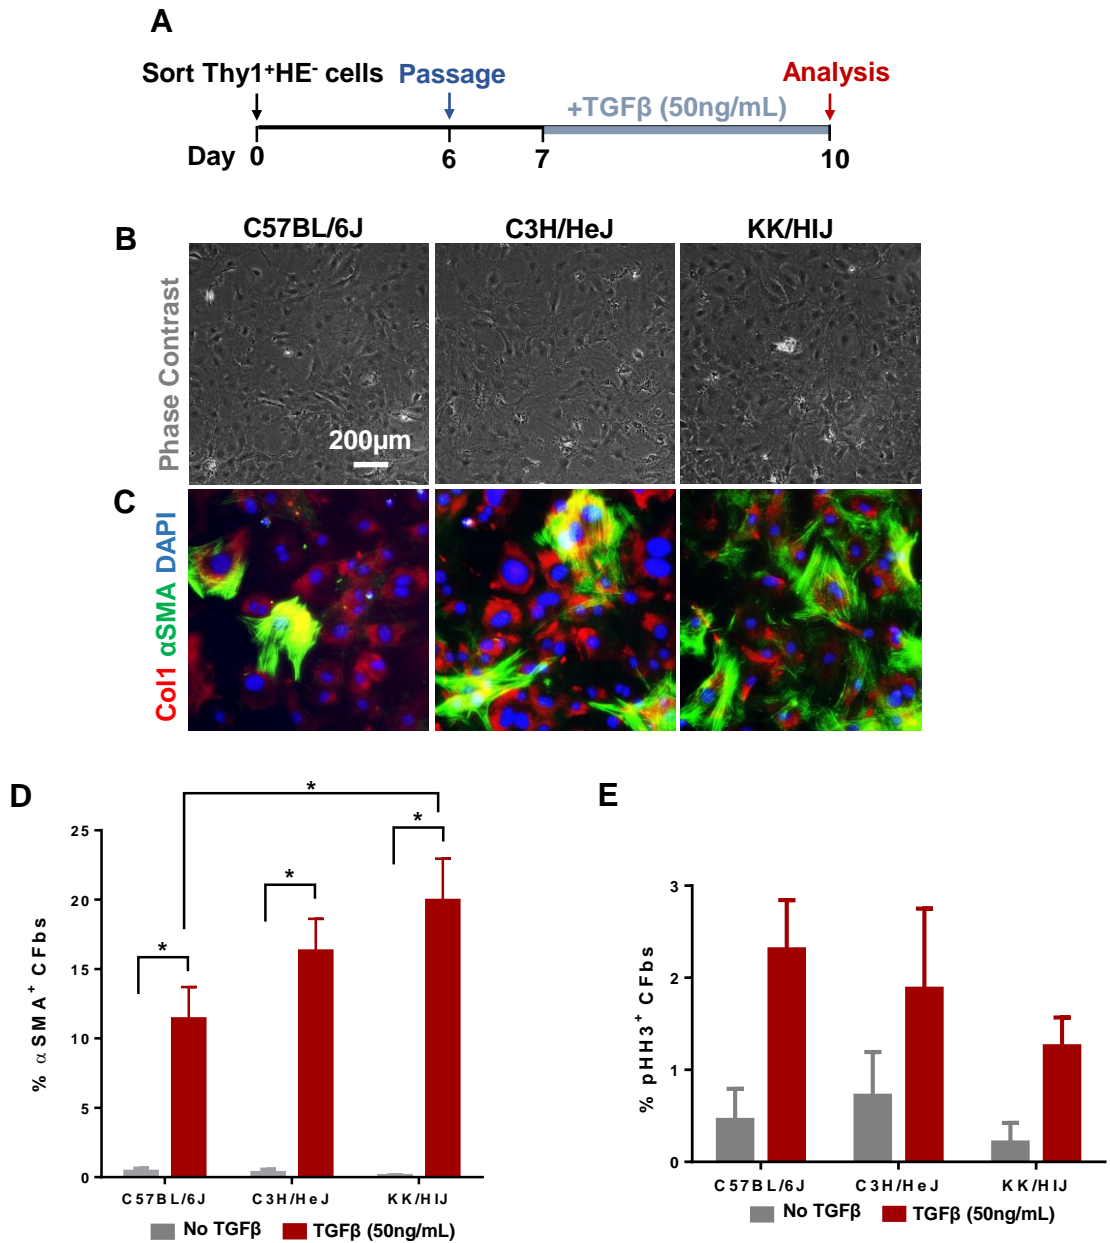 A
Sort Thy1⁺HE⁻ cells Passage Analysis
+TGFβ (50ng/mL)
Day 0 6 7 10
B
C57BL/6J C3H/HeJ KK/HIJ
Phase Contrast
200µm
C
Col1 αSMA DAPI
D
% αSMA⁺ CFbs
25
20
15
10
5
0
*
*
*
*
C57BL/6J C3H/HeJ KK/HIJ
No TGFβ TGFβ (50ng/mL)
E
% pHH3⁺ CFbs
3
2
1
0
C57BL/6J C3H/HeJ KK/HIJ
No TGFβ TGFβ (50ng/mL)